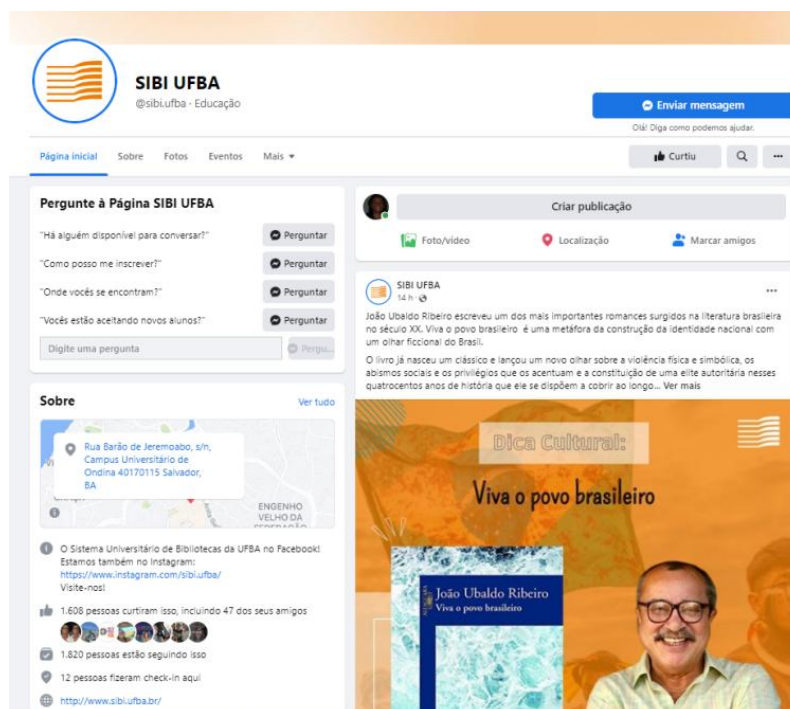 SIBI UFBA
@sibi.ufba · Educação
Enviar mensagem
Olá! Diga como podemos ajudar.
Página inicial
Sobre
Fotos
Eventos
Mais
Curtiu
Pergunte à Página SIBI UFBA
"Há alguém disponível para conversar?"
Perguntar
"Como posso me inscrever?"
Perguntar
"Onde vocês se encontram?"
Perguntar
"Vocês estão aceitando novos alunos?"
Perguntar
Digite uma pergunta
Pergu...
Sobre
Ver tudo
Rua Barão de Jeremoabo, s/n,
Campus Universitário de
Ondina 40170115 Salvador,
BA
ENGENHO
VELHO DA
FEDERAÇÃO
O Sistema Universitário de Bibliotecas da UFBA no Facebook!
Estamos também no Instagram:
https://www.instagram.com/sibi.ufba/
Visite-nos!
1.608 pessoas curtiram isso, incluindo 47 dos seus amigos
1.820 pessoas estão seguindo isso
12 pessoas fizeram check-in aqui
http://www.sibi.ufba.br/
Criar publicação
Foto/vídeo
Localização
Marcar amigos
SIBI UFBA
14 h ·
João Ubaldo Ribeiro escreveu um dos mais importantes romances surgidos na literatura brasileira
no século XX. Viva o povo brasileiro é uma metáfora da construção da identidade nacional com
um olhar ficcional do Brasil.
O livro já nasceu um clássico e lançou um novo olhar sobre a violência física e simbólica, os
abismos sociais e os privilégios que os acentuam e a constituição de uma elite autoritária nesses
quatrocentos anos de história que ele se dispõem a cobrir ao longo... Ver mais
Dica Cultural:
Viva o povo brasileiro
João Ubaldo Ribeiro
Viva o povo brasileiro